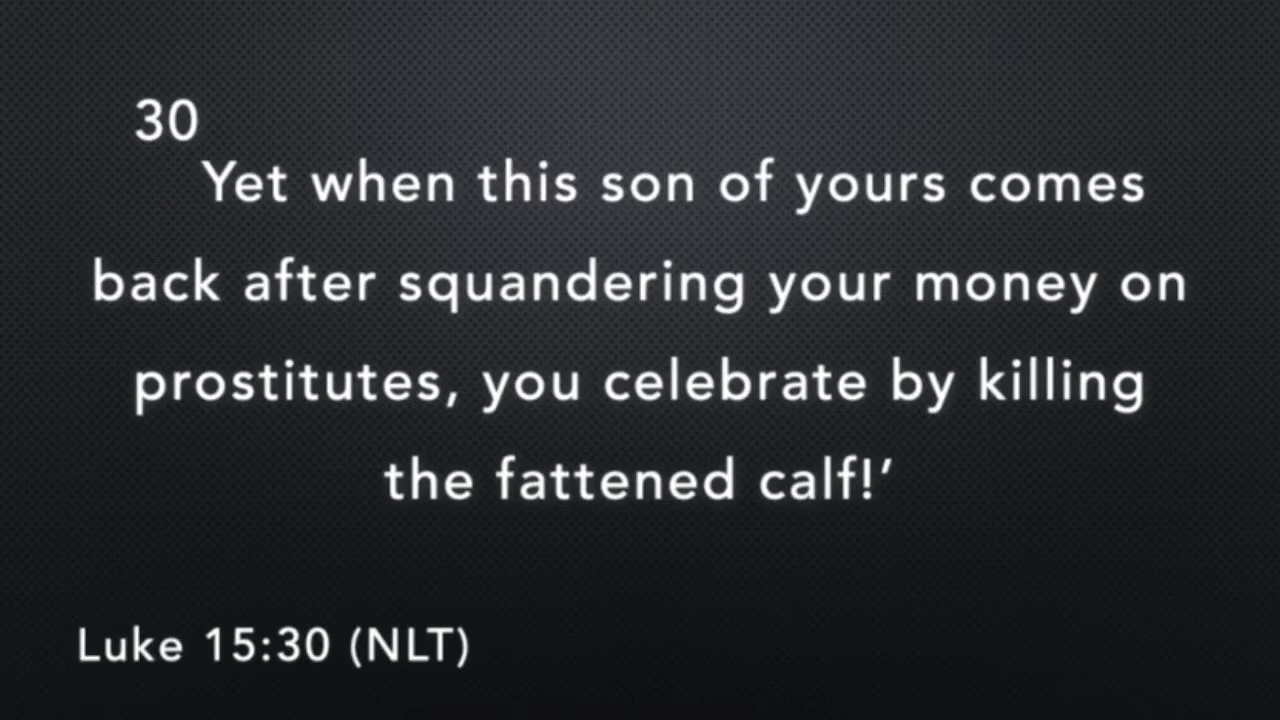 30
Yet when this son of yours comes
back after squandering your money on
prostitutes, you celebrate by killing
the fattened calf!’
Luke 15:30 (NLT)